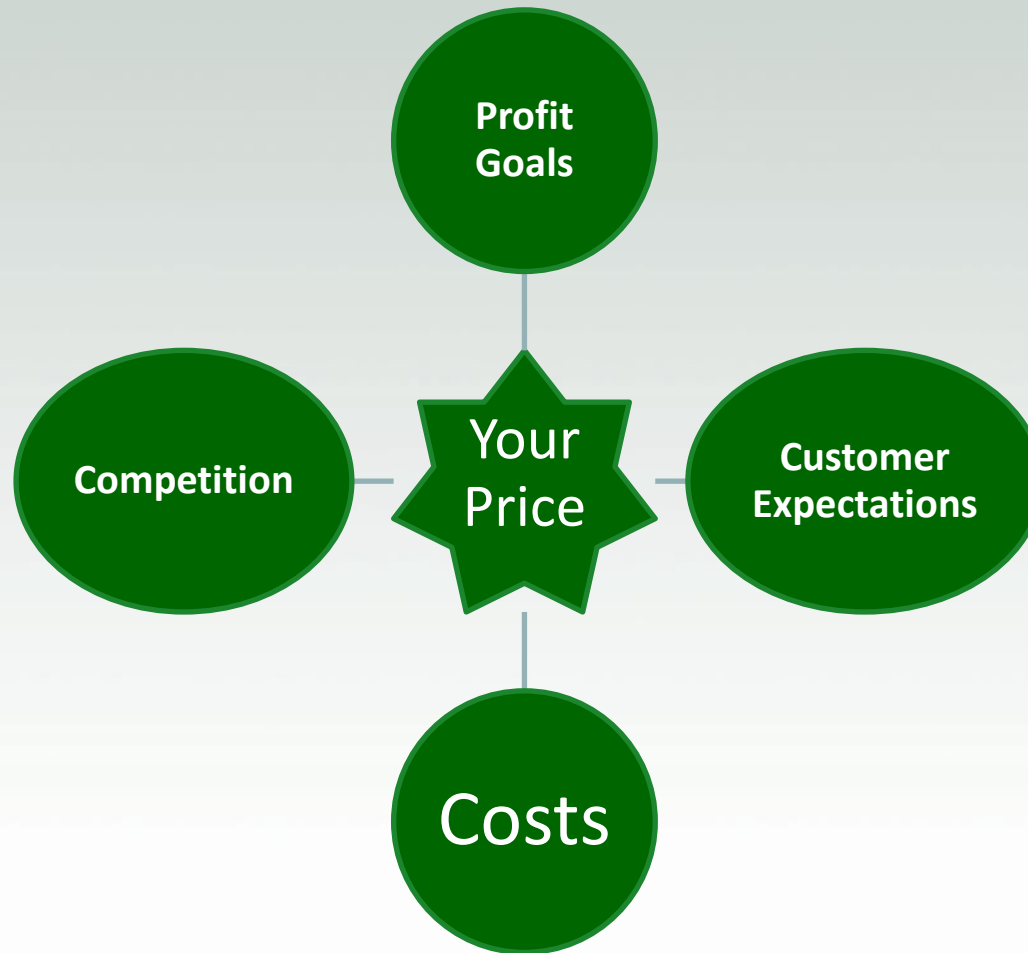 Profit
Goals
Competition
Your
Price
Customer
Expectations
Costs